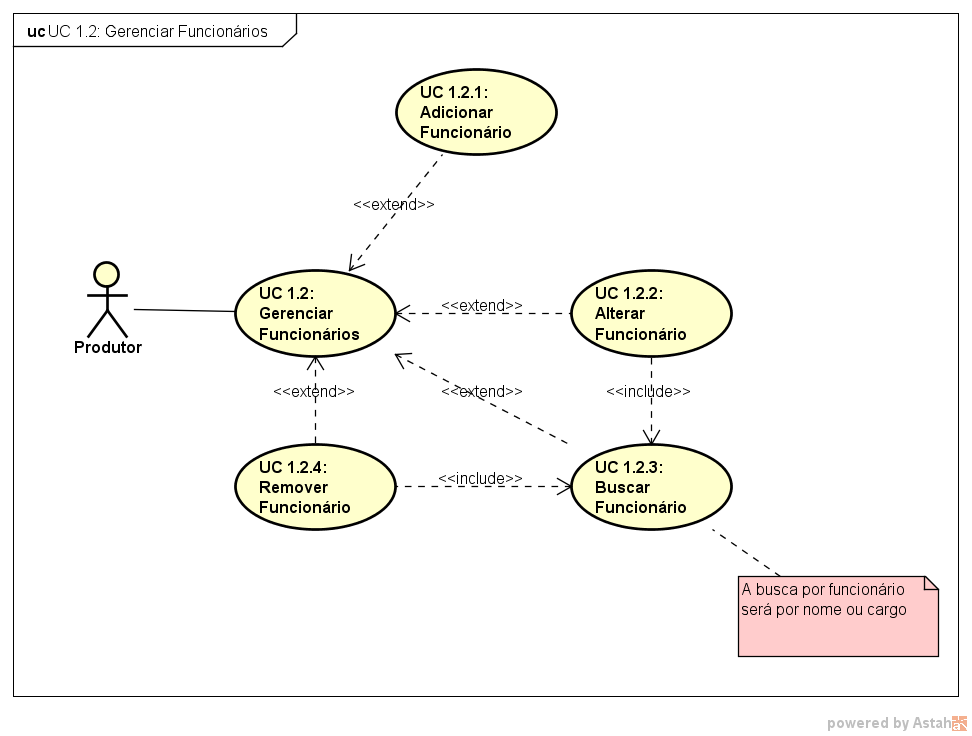 uc UC 1.2: Gerenciar Funcionários
UC 1.2.1:
Adicionar
Funcionário
<<extend>>
Produtor
UC 1.2:
Gerenciar
Funcionários
<<extend>>
UC 1.2.2:
Alterar
Funcionário
<<extend>>
<<extend>>
<<include>>
UC 1.2.4:
Remover
Funcionário
<<include>>
UC 1.2.3:
Buscar
Funcionário
A busca por funcionário
será por nome ou cargo
powered by Astah